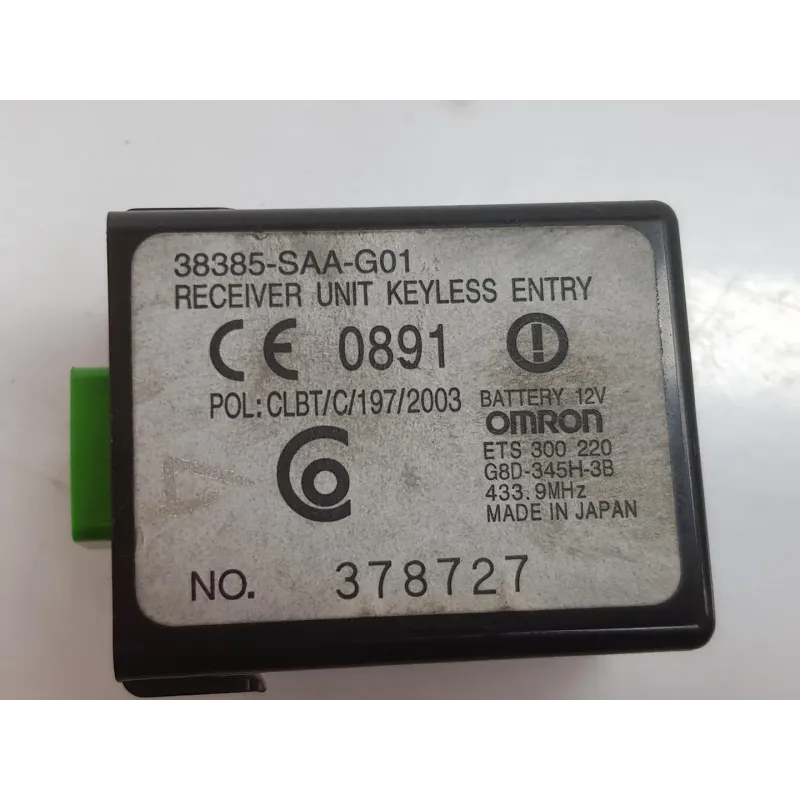 38385-SAA-G01
RECEIVER UNIT KEYLESS ENTRY
CE 0891
POL: CLBT/C/197/2003
BATTERY 12V
OMRON
ETS 300 220
G8D-345H-3B
433.9MHz
MADE IN JAPAN
NO. 378727